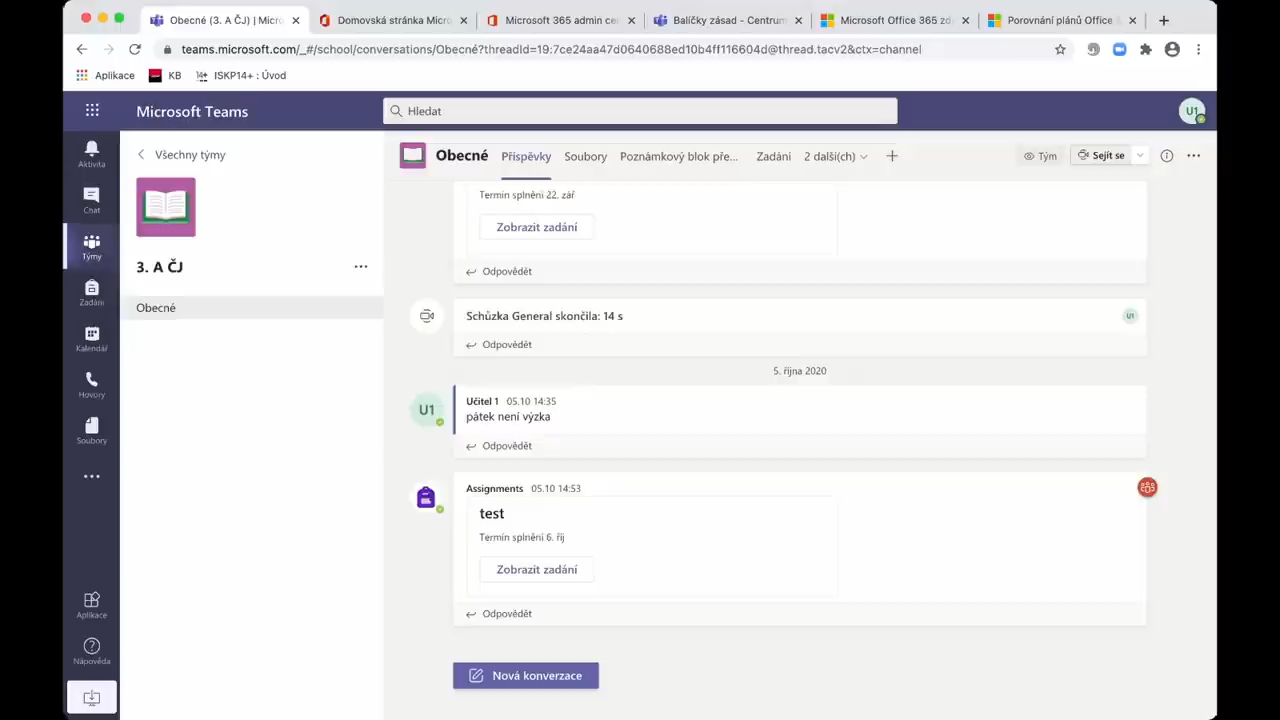 Obecné (3. A ČJ) | Micro
Domovská stránka Micro
Microsoft 365 admin ce
Balíčky zásad - Centrum
Microsoft Office 365 zd
Porovnání plánů Office
teams.microsoft.com/_#/school/conversations/Obecné?threadId=19:7ce24aa47d0640688ed10b4ff116604d@thread.tacv2&ctx=channel
Aplikace
KB
ISKP14+ : Úvod
Microsoft Teams
Hledat
U1
Aktivita
Chat
Týmy
Zadání
Kalendář
Hovory
Soubory
Aplikace
Nápověda
Všechny týmy
3. A ČJ
Obecné
Obecné
Příspěvky
Soubory
Poznámkový blok pře...
Zadání
2 další(ch)
Tým
Sejít se
Termín splnění 22. zář
Zobrazit zadání
Odpovědět
Schůzka General skončila: 14 s
U1
Odpovědět
5. října 2020
U1
Učitel 1 05.10 14:35
pátek není výzka
Odpovědět
Assignments 05.10 14:53
test
Termín splnění 6. říj
Zobrazit zadání
Odpovědět
Nová konverzace